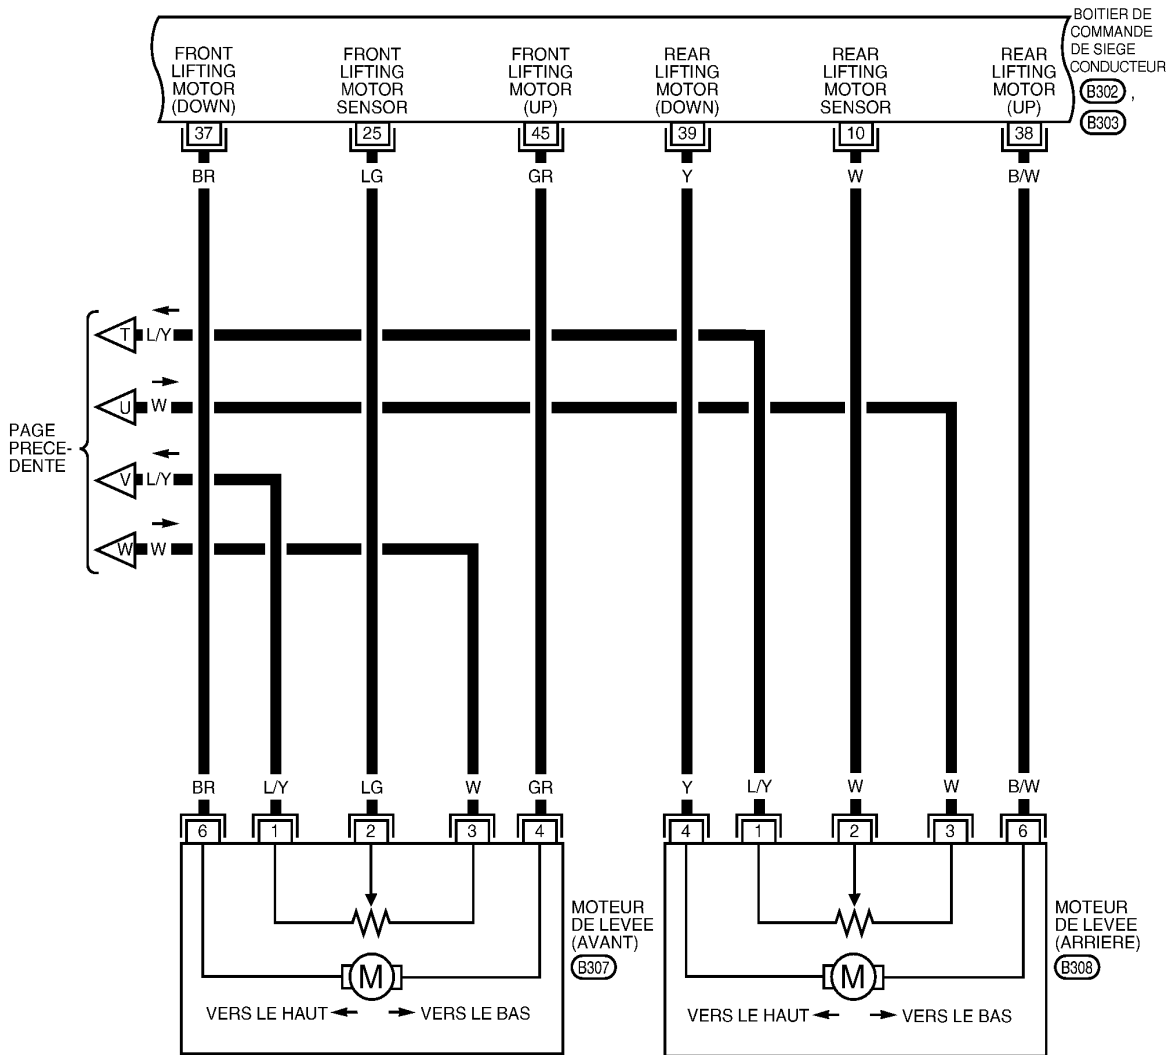 BOITIER DE
COMMANDE
DE SIEGE
CONDUCTEUR
B302 ,
B303
FRONT
LIFTING
MOTOR
(DOWN)
FRONT
LIFTING
MOTOR
SENSOR
FRONT
LIFTING
MOTOR
(UP)
REAR
LIFTING
MOTOR
(DOWN)
REAR
LIFTING
MOTOR
SENSOR
REAR
LIFTING
MOTOR
(UP)
37 25 45 39 10 38
BR LG GR Y W B/W
T L/Y
U W
V L/Y
W W
PAGE
PRECE-
DENTE
BR L/Y LG W GR Y L/Y W W B/W
6 1 2 3 4 4 1 2 3 6
MOTEUR
DE LEVEE
(AVANT)
B307
M
VERS LE HAUT VERS LE BAS
MOTEUR
DE LEVEE
(ARRIERE)
B308
M
VERS LE HAUT VERS LE BAS